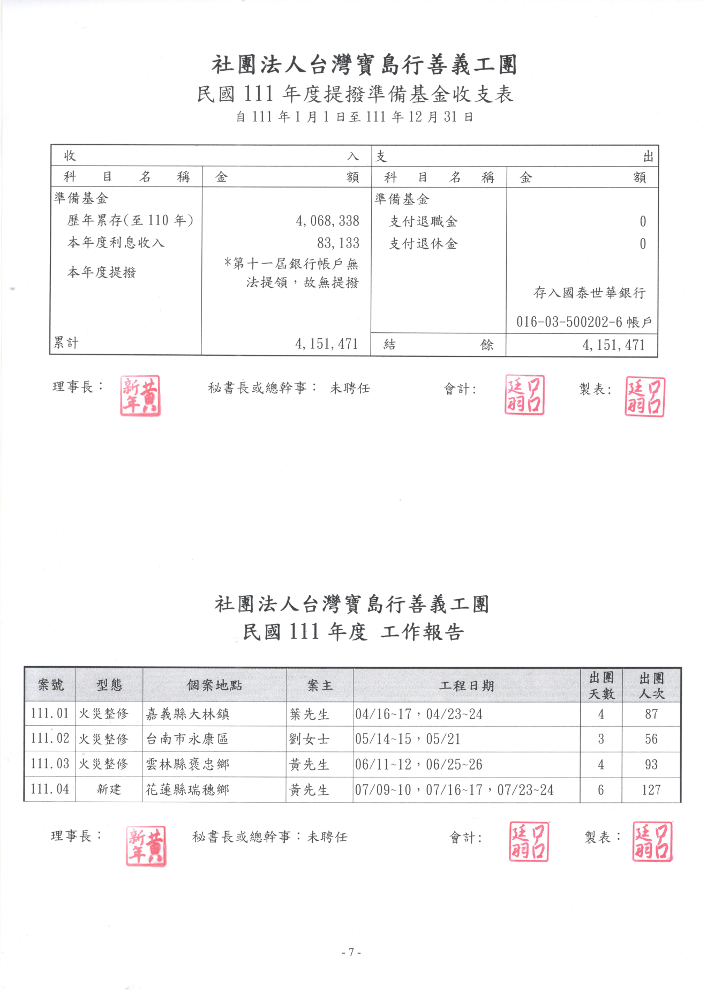 社團法人台灣寶島行善義工團
民國 111 年度提撥準備基金收支表
自 111 年 1 月 1 日至 111 年 12 月 31 日
收 入 支 出
科 目 名 稱 金 額 科 目 名 稱 金 額
準備基金 準備基金
歷年累存(至 110 年) 4,068,338 支付退職金 0
本年度利息收入 83,133 支付退休金 0
本年度提撥 *第十一屆銀行帳戶無
法提領，故無提撥
存入國泰世華銀行
016-03-500202-6 帳戶
累計 4,151,471 結 餘 4,151,471
理事長： 黃新年 秘書長或總幹事： 未聘任 會計: 呂廷羽 製表: 呂廷羽
社團法人台灣寶島行善義工團
民國 111 年度 工作報告
案號 型態 個案地點 案主 工程日期 出團天數 出團人次
111.01 火災整修 嘉義縣大林鎮 葉先生 04/16~17，04/23~24 4 87
111.02 火災整修 台南市永康區 劉女士 05/14~15，05/21 3 56
111.03 火災整修 雲林縣褒忠鄉 黃先生 06/11~12，06/25~26 4 93
111.04 新建 花蓮縣瑞穗鄉 黃先生 07/09~10，07/16~17，07/23~24 6 127
理事長： 黃新年 秘書長或總幹事：未聘任 會計: 呂廷羽 製表： 呂廷羽
- 7 -